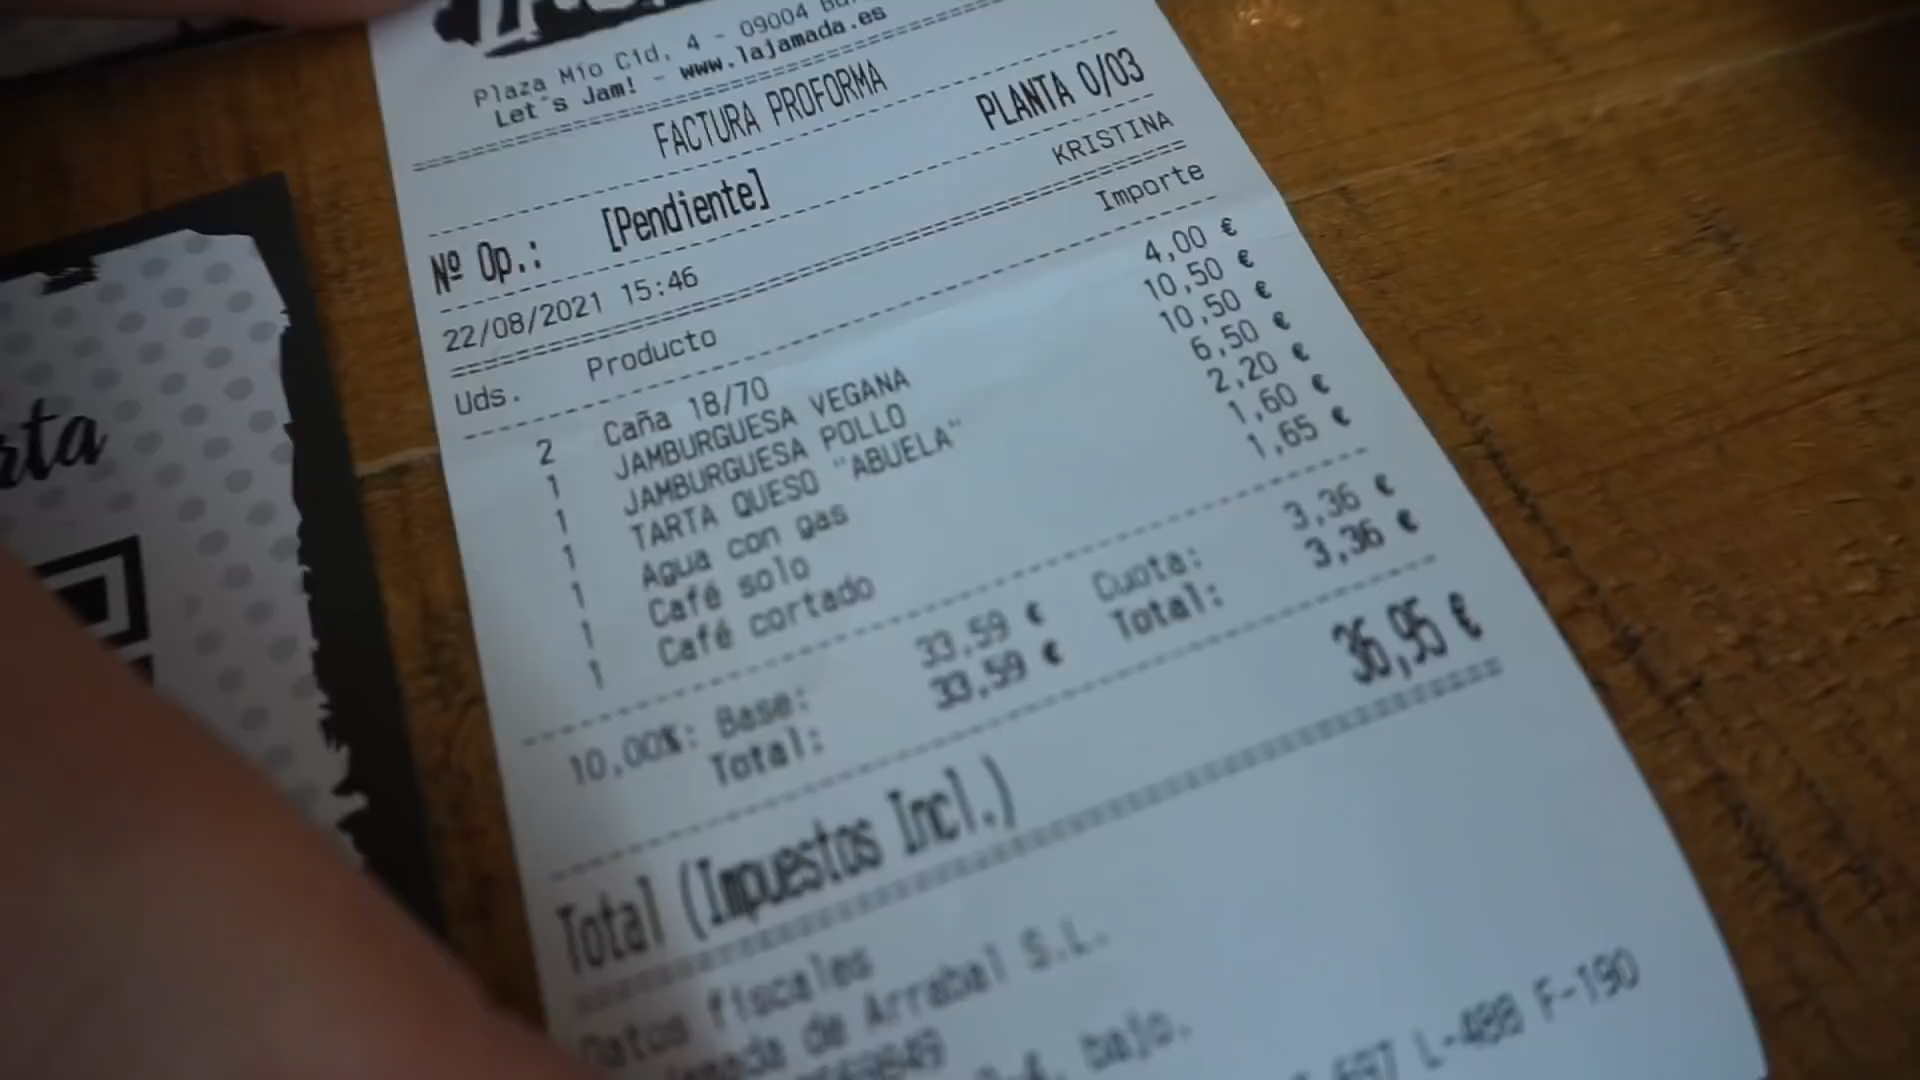 Plaza Mío Cid, 4 - 09004
Let's Jam! - www.lajamada.es
FACTURA PROFORMA
PLANTA 0/03
Nº Op.: [Pendiente]
KRISTINA
22/08/2021 15:46
Uds. Producto Importe
2 Caña 18/70 4,00 €
1 JAMBURGUESA VEGANA 10,50 €
1 JAMBURGUESA POLLO 10,50 €
1 TARTA QUESO "ABUELA" 6,50 €
1 Agua con gas 2,20 €
1 Café solo 1,60 €
1 Café cortado 1,65 €
10,00%: Base: 33,59 € Cuota: 3,36 €
Total: 33,59 € Total: 3,36 €
Total (Impuestos Incl.) 36,95 €
Datos fiscales
de Arrabal S.L.
bajo.
L-488 F-190